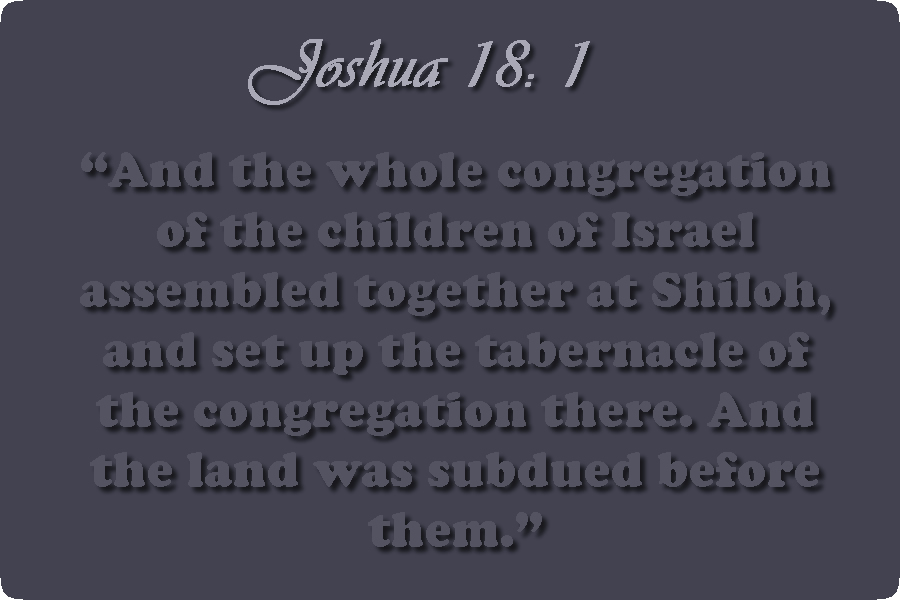 Joshua 18: 1
“And the whole congregation
of the children of Israel
assembled together at Shiloh,
and set up the tabernacle of
the congregation there. And
the land was subdued before
them.”